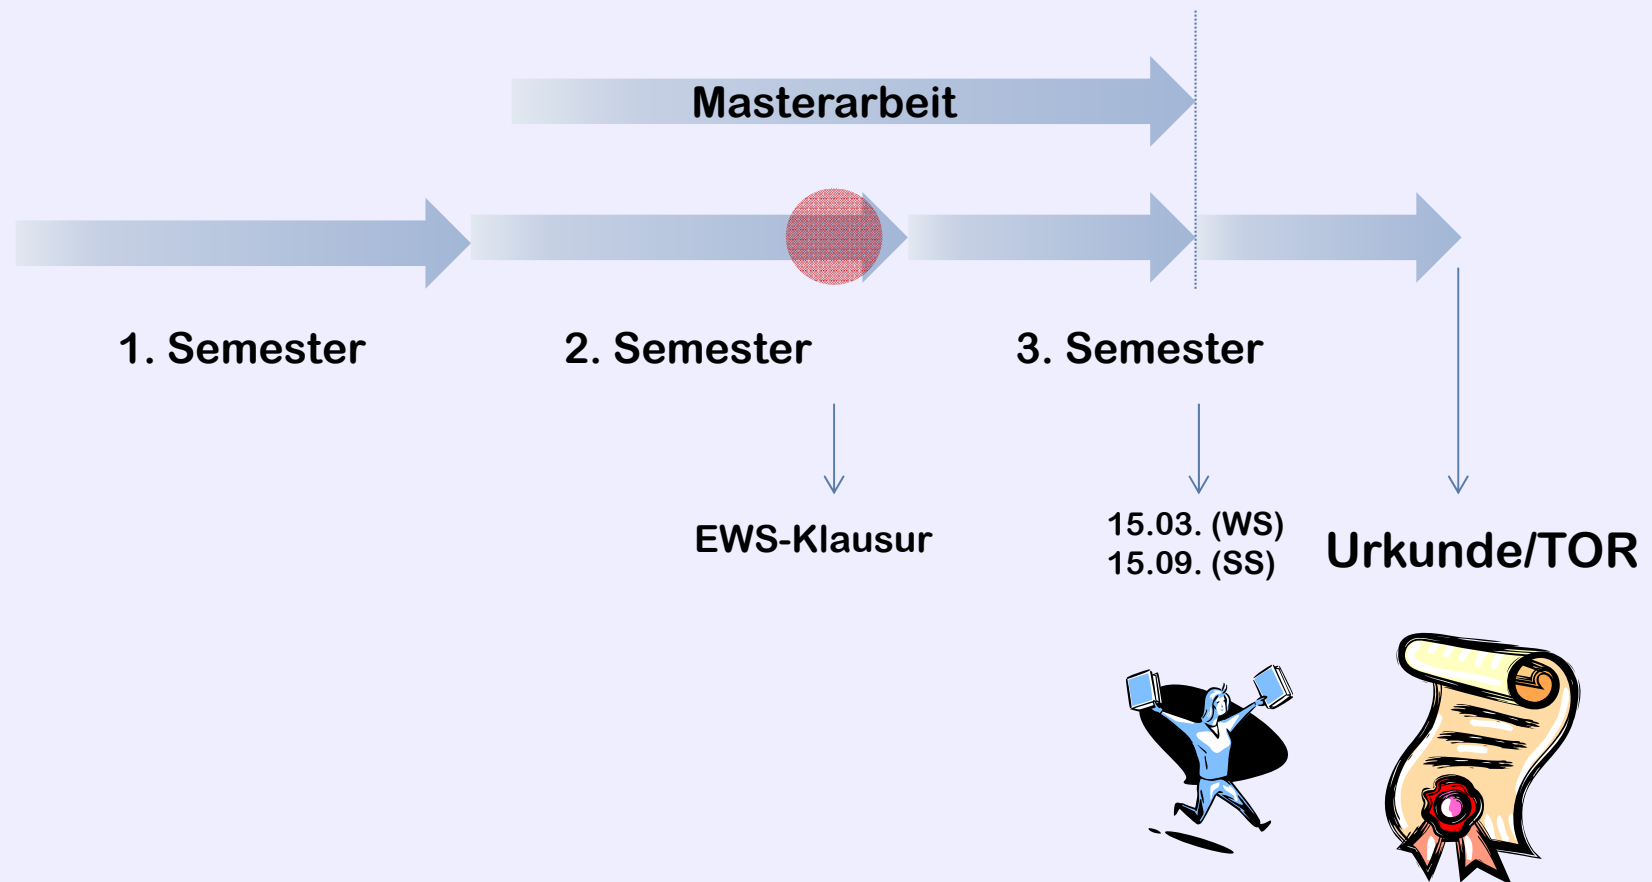 Masterarbeit
1. Semester
2. Semester
3. Semester
EWS-Klausur
15.03. (WS)
15.09. (SS)
Urkunde/TOR